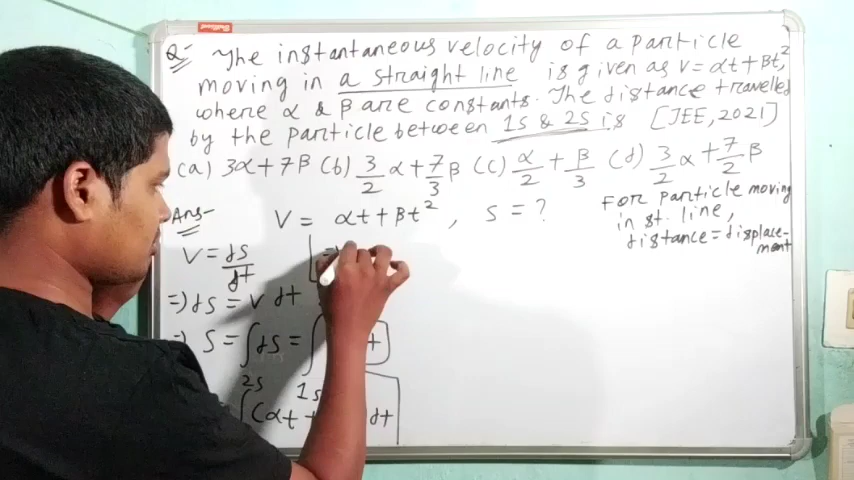 Q- The instantaneous velocity of a particle
moving in a straight line is given as v = αt + βt²,
where α & β are constants. The distance travelled
by the particle between 1s & 2s is [JEE, 2021]
(a) 3α + 7β (b) 3/2 α + 7/3 β (c) α/2 + β/3 (d) 3/2 α + 7/2 β
Ans- V = αt + βt², S = ?
For particle moving
in st. line,
distance = displace-
ment
V = ds/dt
=> ds = V dt
=> S = ∫ds = ∫
2s 1s
∫(αt + dt